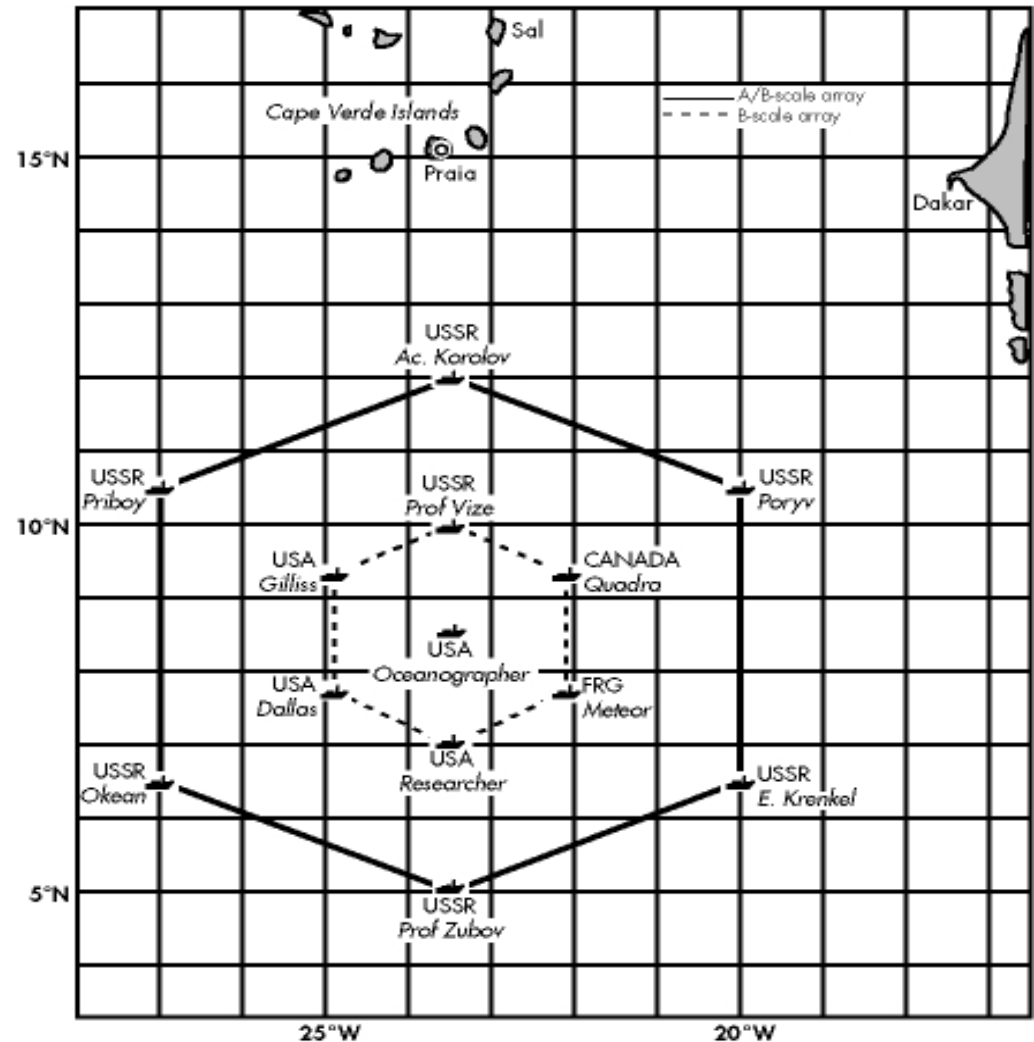 Sal
A/B-scale array
B-scale array
Cape Verde Islands
15°N
Praia
Dakar
USSR
Ac. Korolov
USSR
Priboy
USSR
Prof Vize
USSR
Poryv
10°N
USA
Gilliss
CANADA
Quadra
USA
Oceanographer
USA
Dallas
FRG
Meteor
USA
Researcher
USSR
Okean
USSR
E. Krenkel
5°N
USSR
Prof Zubov
25°W
20°W